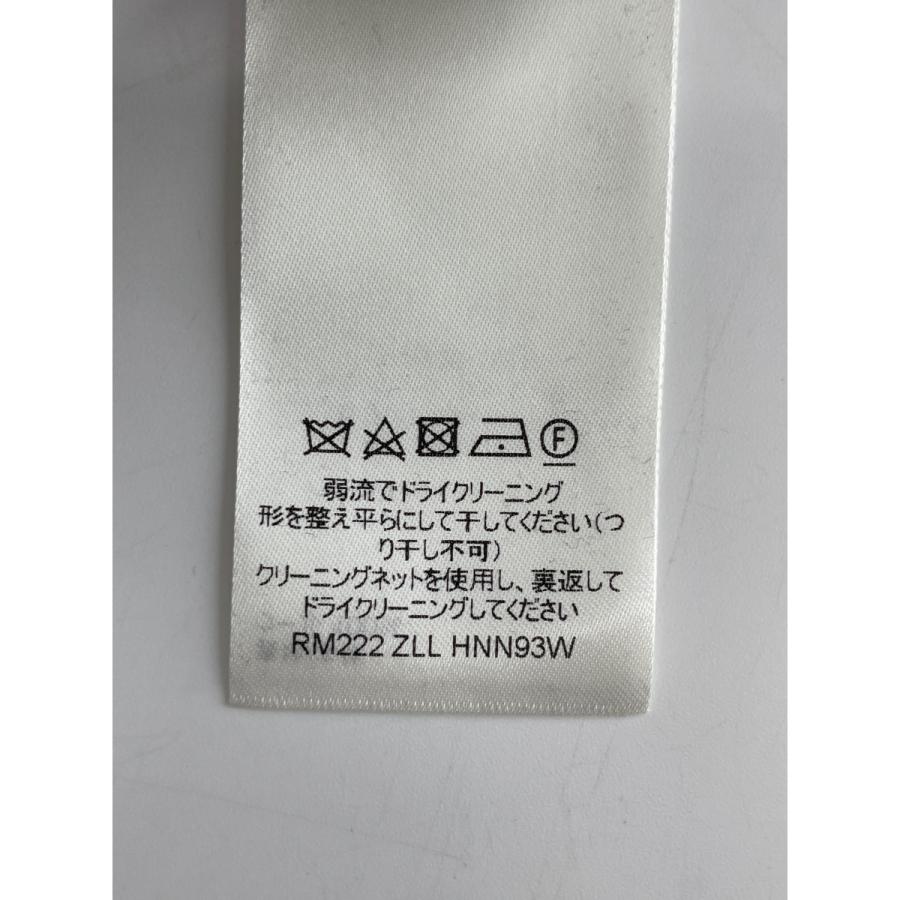 F
弱流でドライクリーニング
形を整え平らにして干してください(つ
り干し不可)
クリーニングネットを使用し、裏返して
ドライクリーニングしてください
RM222 ZLL HNN93W